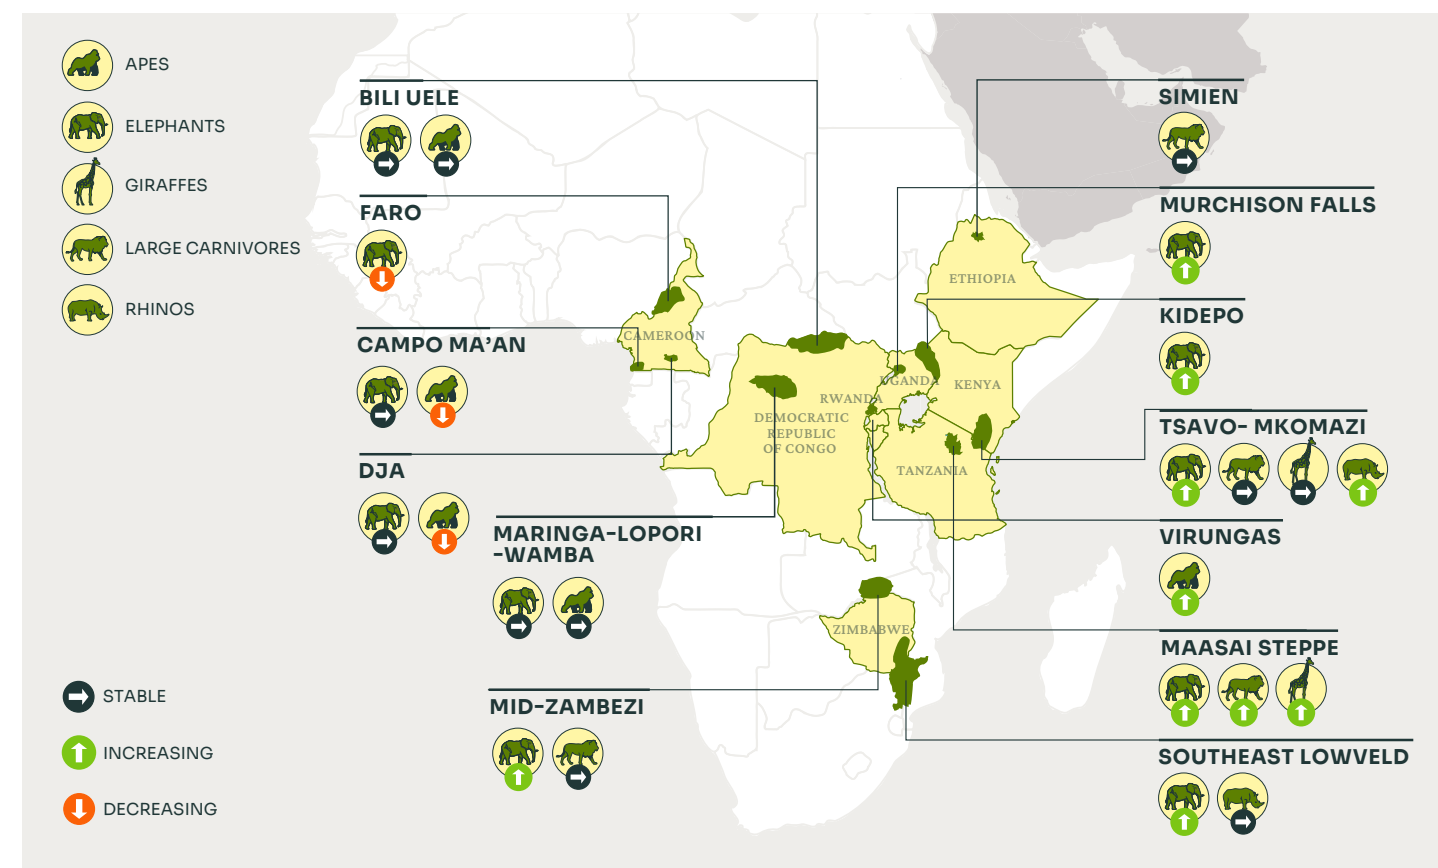 APES
ELEPHANTS
GIRAFFES
LARGE CARNIVORES
RHINOS
STABLE
INCREASING
DECREASING
BILI UELE
FARO
CAMPO MA’AN
DJA
MARINGA-LOPORI
-WAMBA
MID-ZAMBEZI
CAMEROON
DEMOCRATIC
REPUBLIC
OF CONGO
RWANDA
UGANDA
ETHIOPIA
KENYA
TANZANIA
ZIMBABWE
SIMIEN
MURCHISON FALLS
KIDEPO
TSAVO- MKOMAZI
VIRUNGAS
MAASAI STEPPE
SOUTHEAST LOWVELD